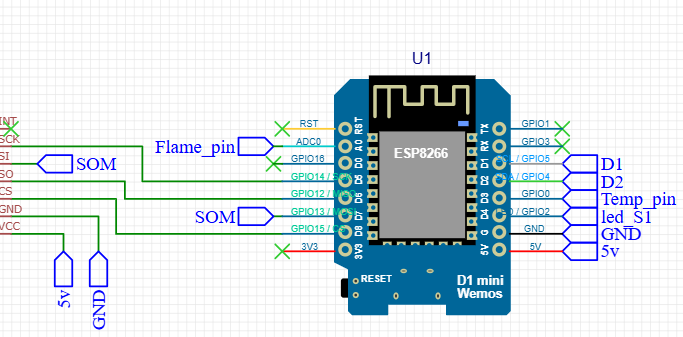 U1
INT
SCK
SI
SO
CS
GND
VCC
SOM
5v
GND
Flame_pin
SOM
RST
ADC0
GPIO16
GPIO14 /
GPIO12 /
GPIO13 /
GPIO15 /
3V3
RST
A0
D0
D5
D6
D7
D8
3V3
ESP8266
TX
RX
D1
D2
D3
D4
G
5V
GPIO1
GPIO3
/ GPIO5
/ GPIO4
GPIO0
/ GPIO2
GND
5V
D1
D2
Temp_pin
led_S1
GND
5v
RESET
D1 mini
Wemos